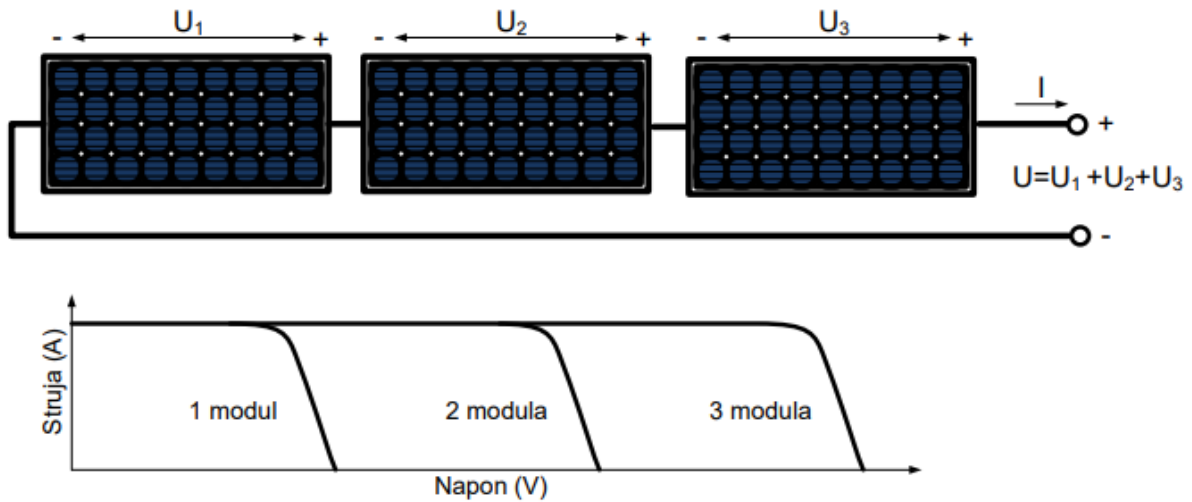 - U₁ +
- U₂ +
- U₃ +
I
+
U=U₁ +U₂+U₃
-
Struja (A)
1 modul
2 modula
3 modula
Napon (V)